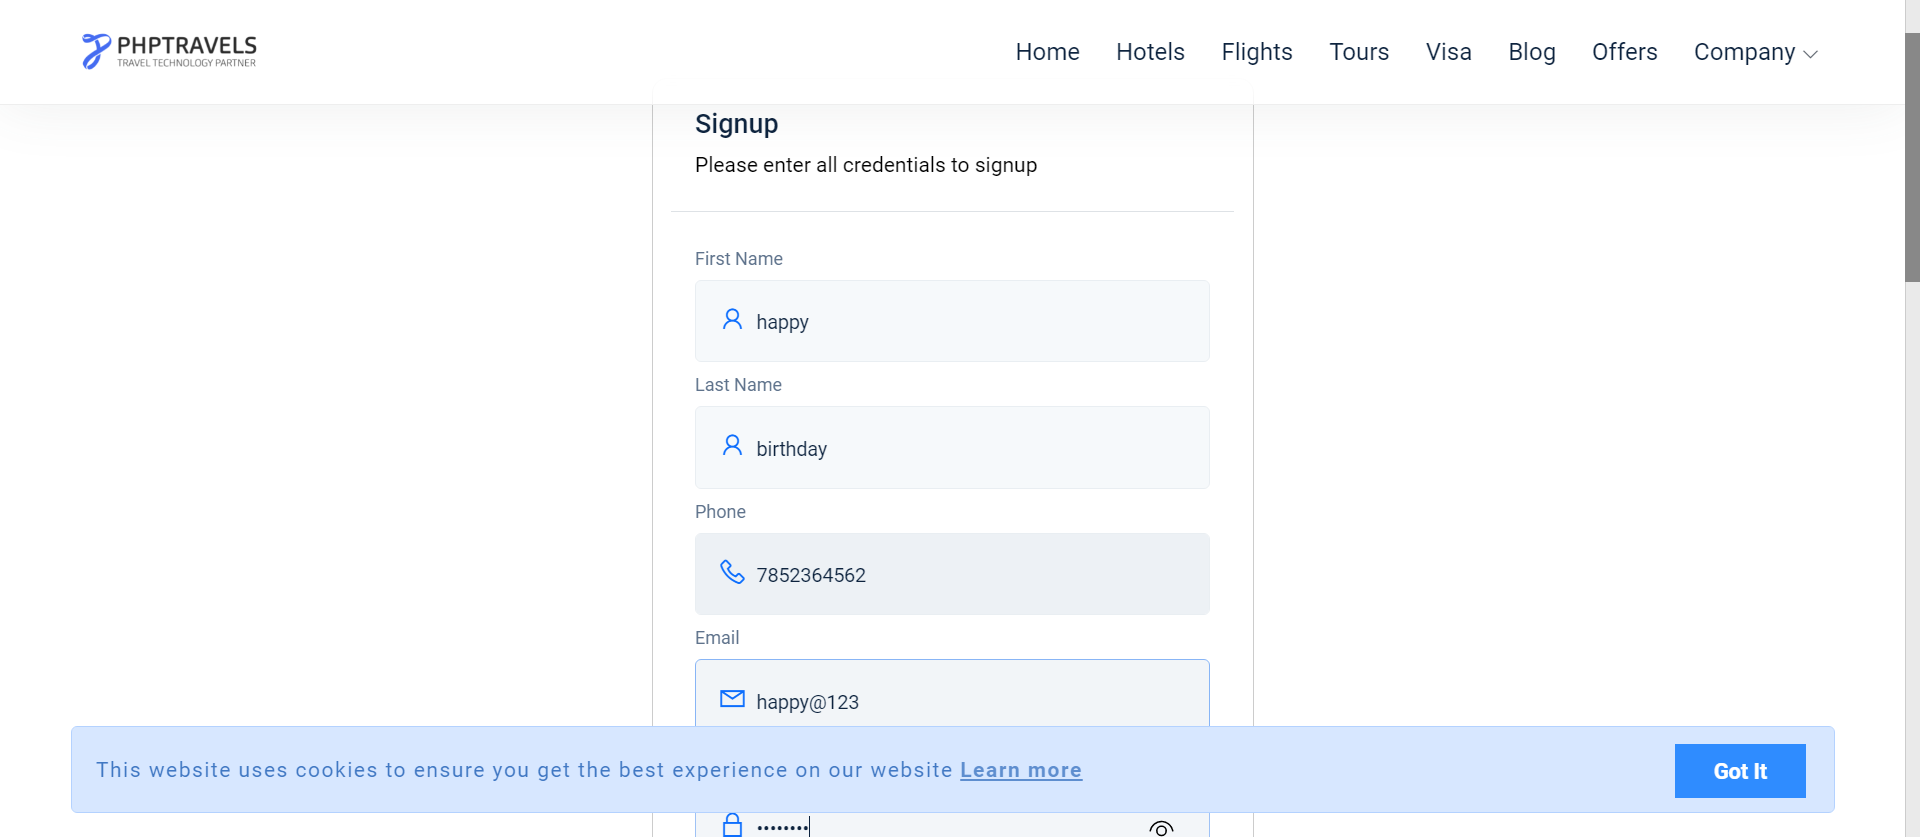 PHPTRAVELS
TRAVEL TECHNOLOGY PARTNER
Home Hotels Flights Tours Visa Blog Offers Company
Signup
Please enter all credentials to signup
First Name
happy
Last Name
birthday
Phone
7852364562
Email
happy@123
This website uses cookies to ensure you get the best experience on our website Learn more
Got It
••••••••